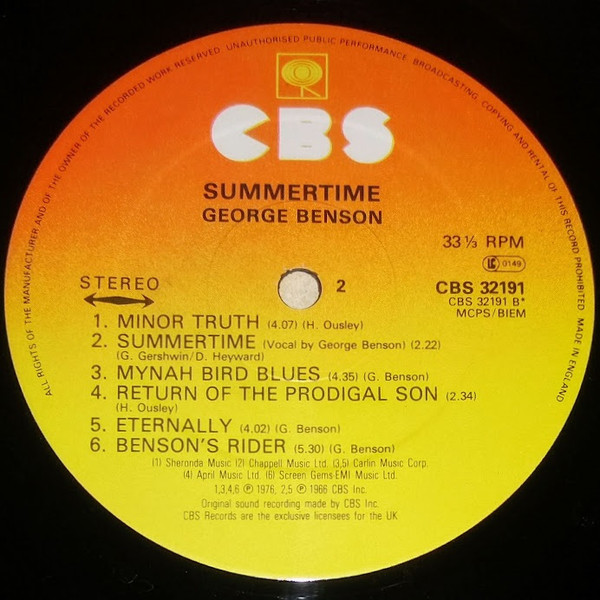 ALL RIGHTS OF THE MANUFACTURER AND OF THE OWNER OF THE RECORDED WORK RESERVED. UNAUTHORISED PUBLIC PERFORMANCE, BROADCASTING, COPYING AND RENTAL OF THIS RECORD PROHIBITED. MADE IN ENGLAND
CBS
SUMMERTIME
GEORGE BENSON
33⅓ RPM
LC 0149
STEREO
2
CBS 32191
CBS 32191 B*
MCPS/BIEM
1. MINOR TRUTH (4.07) (H. Ousley)
2. SUMMERTIME (Vocal by George Benson) (2.22)
(G. Gershwin/D. Heyward)
3. MYNAH BIRD BLUES (4.35) (G. Benson)
4. RETURN OF THE PRODIGAL SON (2.34)
(H. Ousley)
5. ETERNALLY (4.02) (G. Benson)
6. BENSON'S RIDER (5.30) (G. Benson)
(1) Sheronda Music (2) Chappell Music Ltd. (3,5) Carlin Music Corp.
(4) April Music Ltd. (6) Screen Gems-EMI Music Ltd.
1,3,4,6 ℗ 1976, 2,5 ℗ 1966 CBS Inc.
Original sound recording made by CBS Inc.
CBS Records are the exclusive licensees for the UK